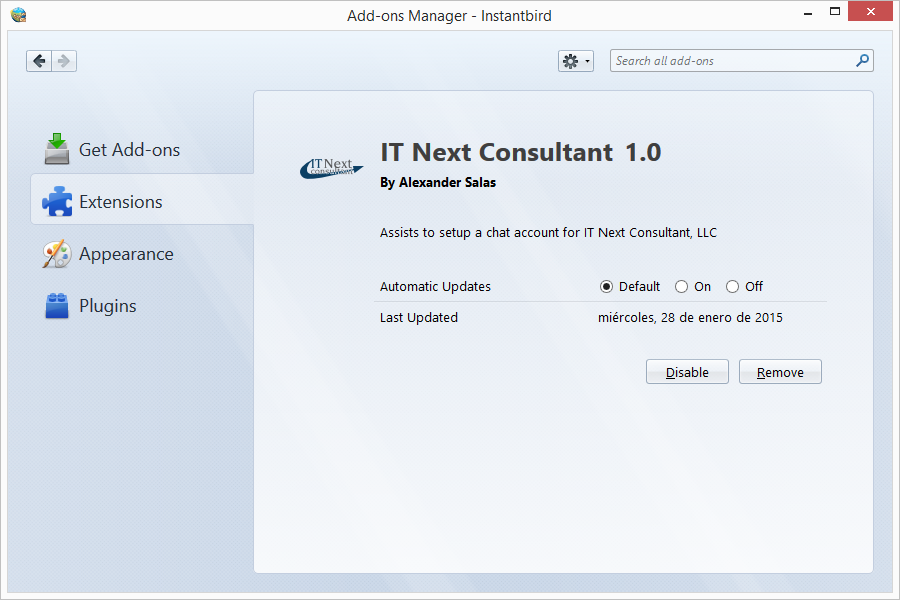 Add-ons Manager - Instantbird
Search all add-ons
Get Add-ons
Extensions
Appearance
Plugins
IT Next
consultant
IT Next Consultant 1.0
By Alexander Salas
Assists to setup a chat account for IT Next Consultant, LLC
Automatic Updates Default On Off
Last Updated miércoles, 28 de enero de 2015
Disable Remove